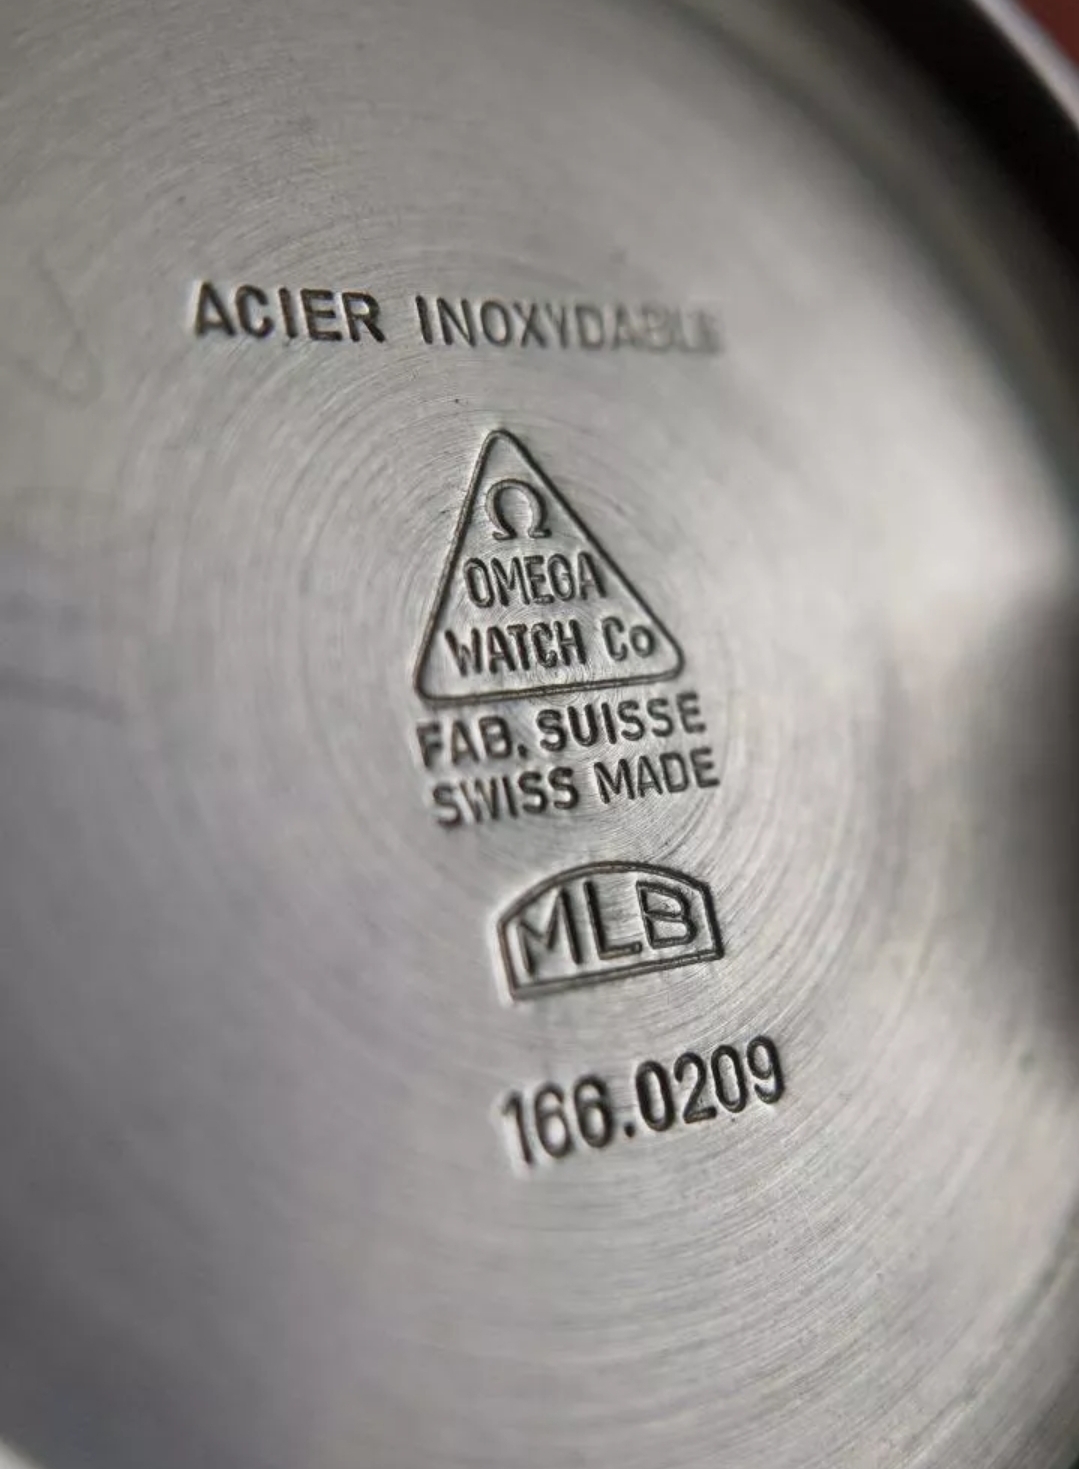 ACIER INOXYDABLE
Ω
OMEGA
WATCH Co
FAB. SUISSE
SWISS MADE
MLB
166.0209